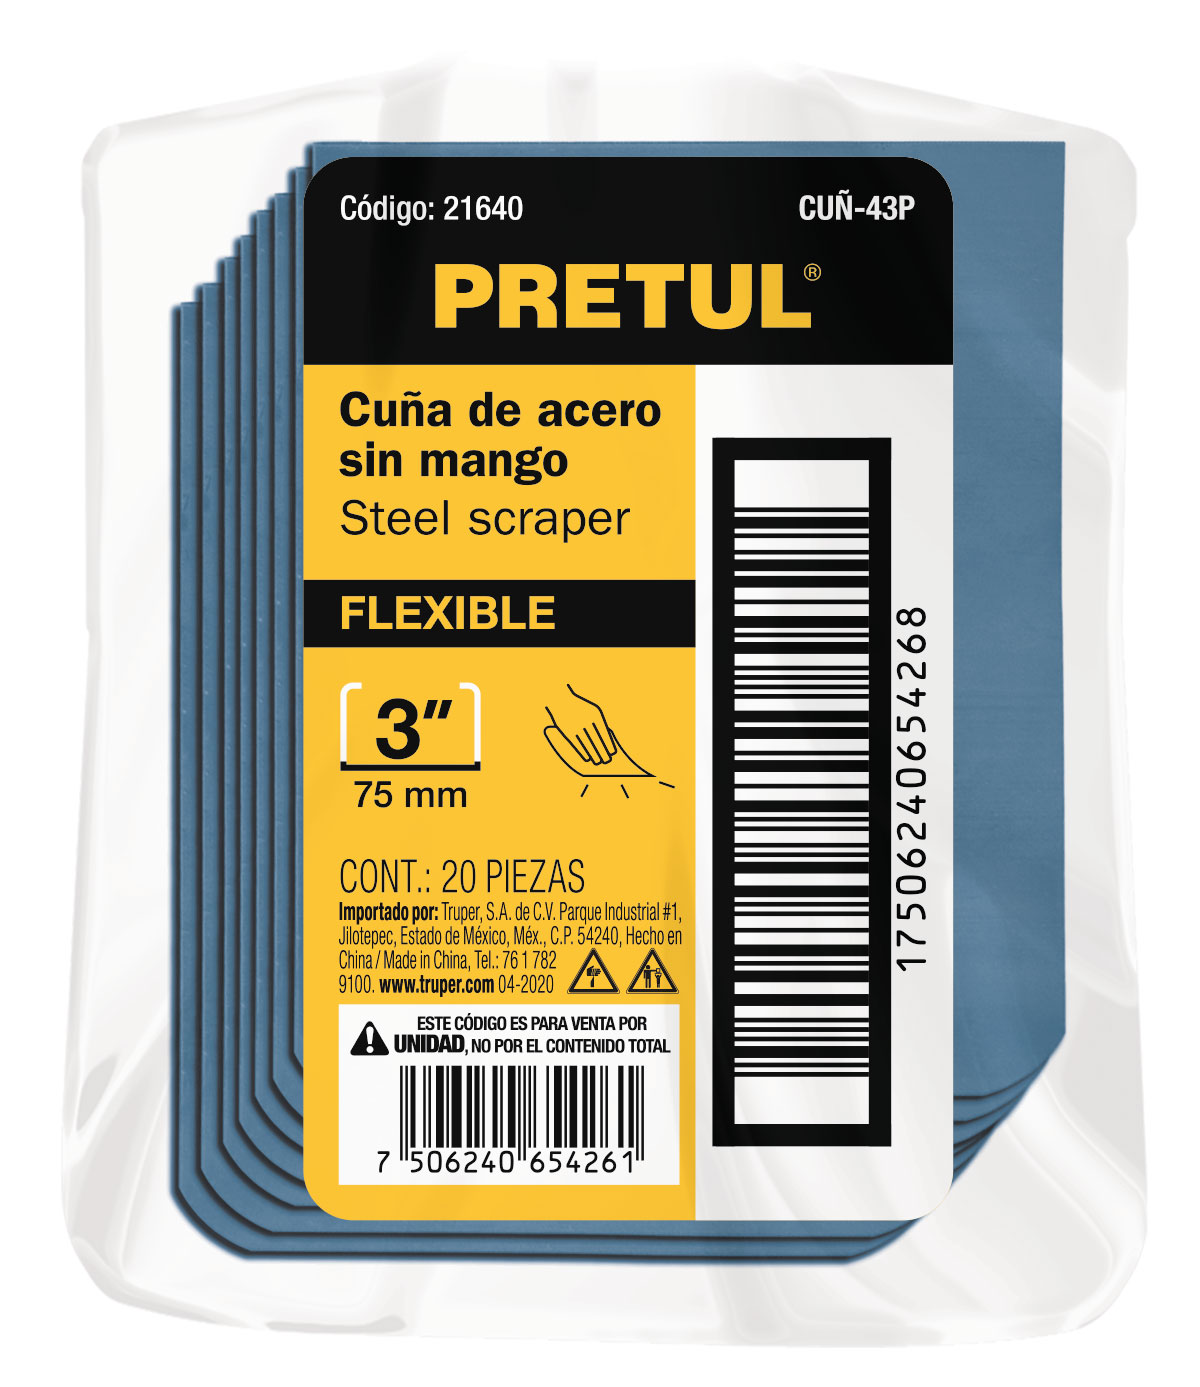 Código: 21640
CUÑ-43P
PRETUL®
Cuña de acero
sin mango
Steel scraper
FLEXIBLE
3"
75 mm
CONT.: 20 PIEZAS
Importado por: Truper, S.A. de C.V. Parque Industrial #1,
Jilotepec, Estado de México, Méx., C.P. 54240, Hecho en
China / Made in China, Tel.: 76 1 782
9100. www.truper.com 04-2020
ESTE CÓDIGO ES PARA VENTA POR
UNIDAD, NO POR EL CONTENIDO TOTAL
7 506240 654261
17506240654268